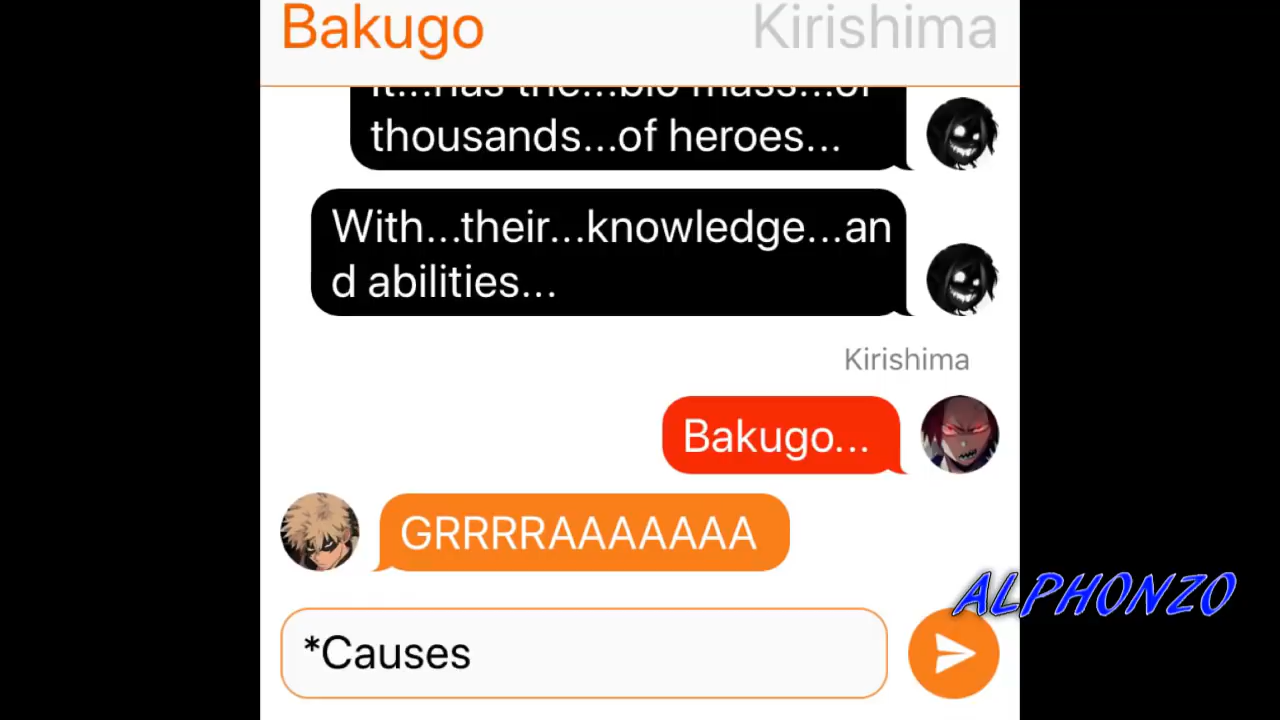 Bakugo Kirishima
It...has the...bio mass...of
thousands...of heroes...
With...their...knowledge...an
d abilities...
Kirishima
Bakugo...
GRRRRAAAAAAA
*Causes
ALPHONZO